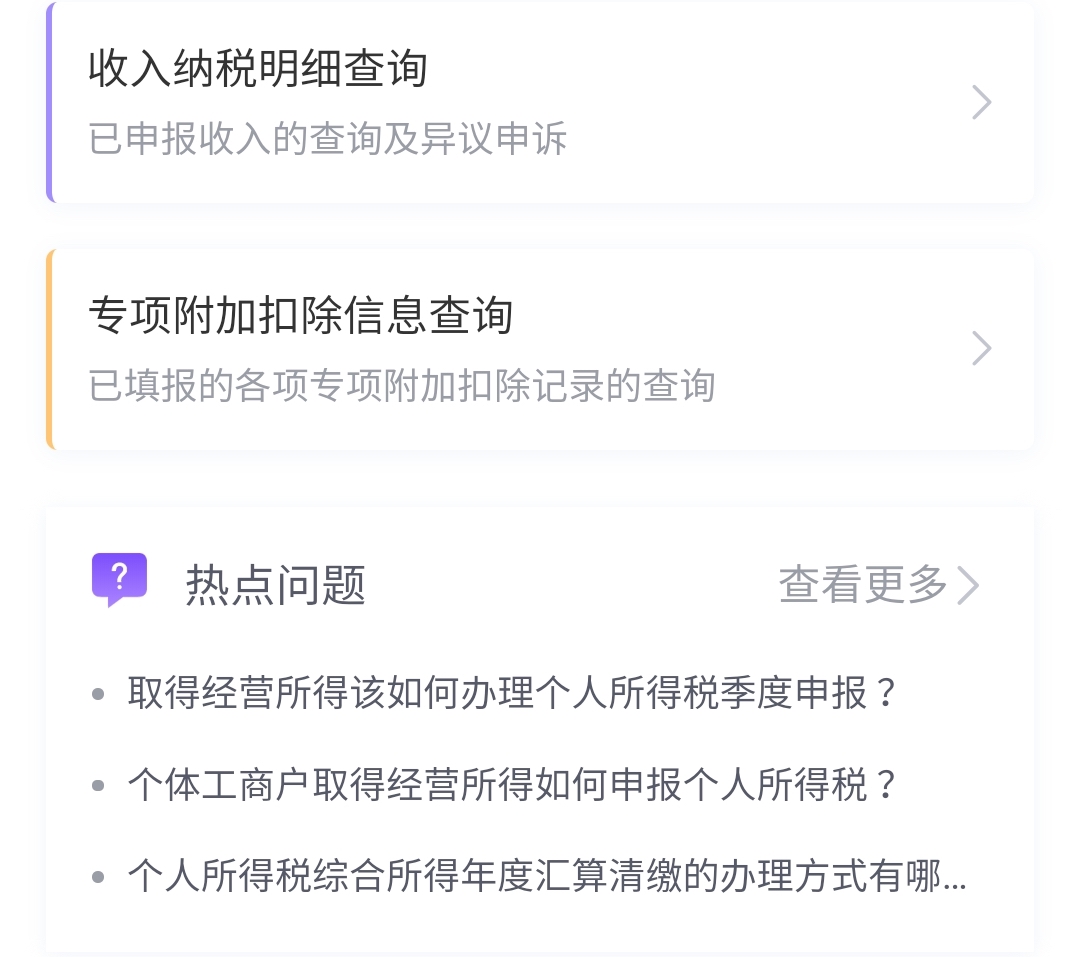 收入纳税明细查询
已申报收入的查询及异议申诉
专项附加扣除信息查询
已填报的各项专项附加扣除记录的查询
?
热点问题
查看更多
取得经营所得该如何办理个人所得税季度申报？
个体工商户取得经营所得如何申报个人所得税？
个人所得税综合所得年度汇算清缴的办理方式有哪...